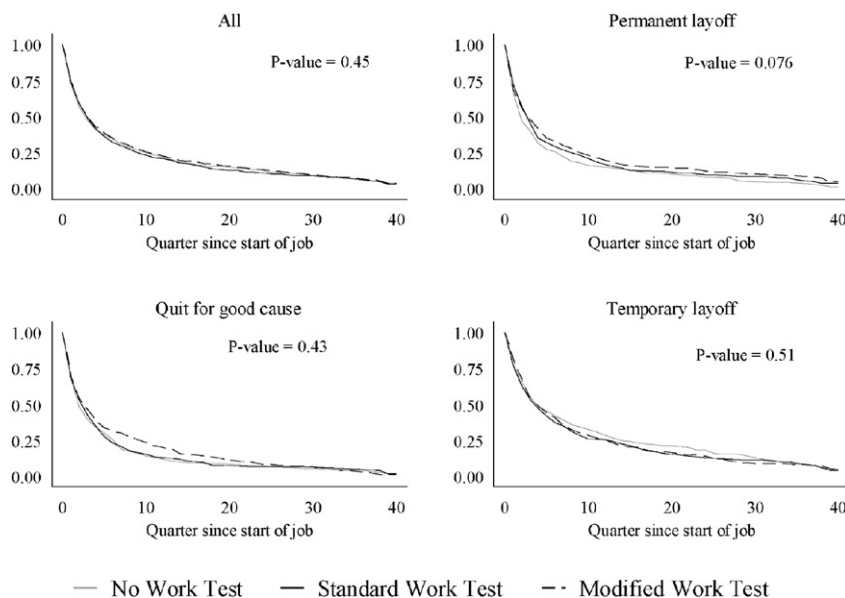 All
P-value = 0.45
1.00
0.75
0.50
0.25
0.00
0 10 20 30 40
Quarter since start of job
Permanent layoff
P-value = 0.076
1.00
0.75
0.50
0.25
0.00
0 10 20 30 40
Quarter since start of job
Quit for good cause
P-value = 0.43
1.00
0.75
0.50
0.25
0.00
0 10 20 30 40
Quarter since start of job
Temporary layoff
P-value = 0.51
1.00
0.75
0.50
0.25
0.00
0 10 20 30 40
Quarter since start of job
No Work Test Standard Work Test Modified Work Test